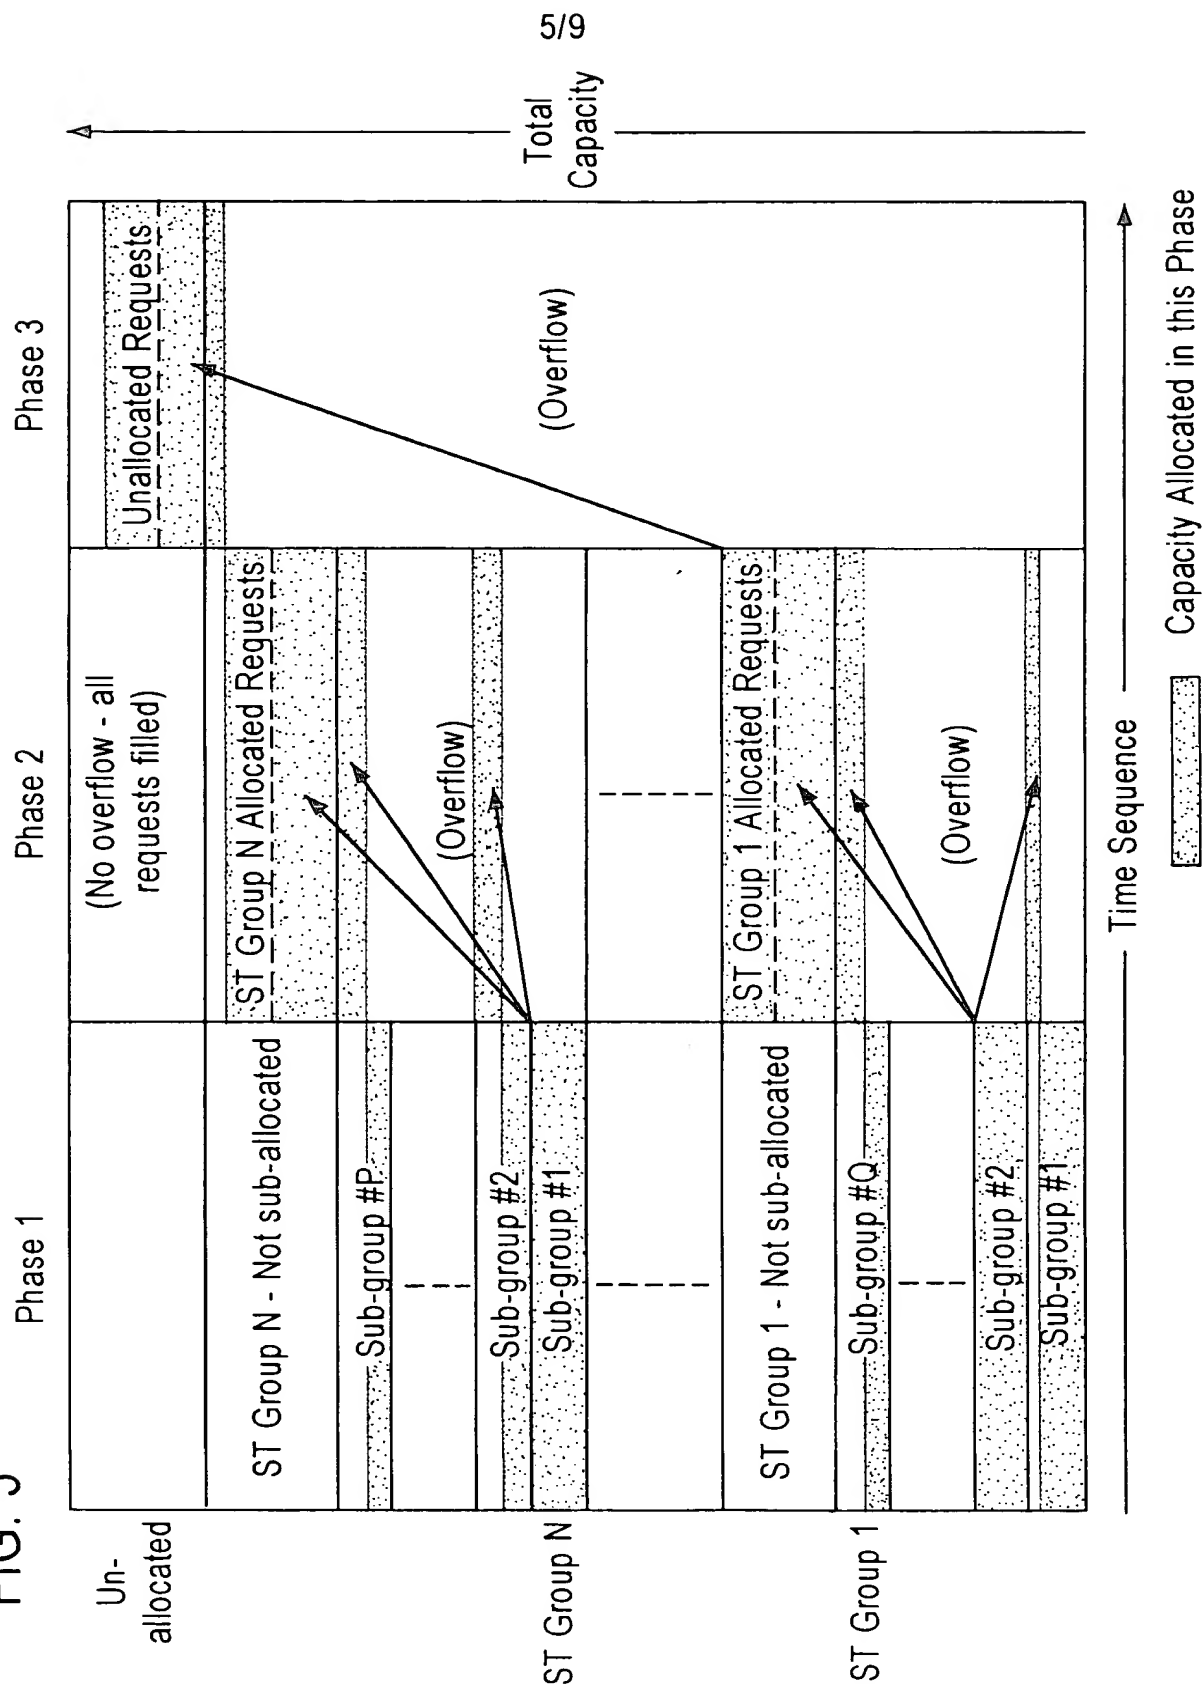 5/9
Phase 1
Phase 2
Phase 3
Un-
allocated
(No overflow - all
requests filled)
Unallocated Requests
ST Group N - Not sub-allocated
ST Group N Allocated Requests
Sub-group #P
(Overflow)
(Overflow)
Total
Capacity
Sub-group #2
Sub-group #1
ST Group N
ST Group 1 - Not sub-allocated
ST Group 1 Allocated Requests
Sub-group #Q
(Overflow)
ST Group 1
Sub-group #2
Sub-group #1
Time Sequence
Capacity Allocated in this Phase